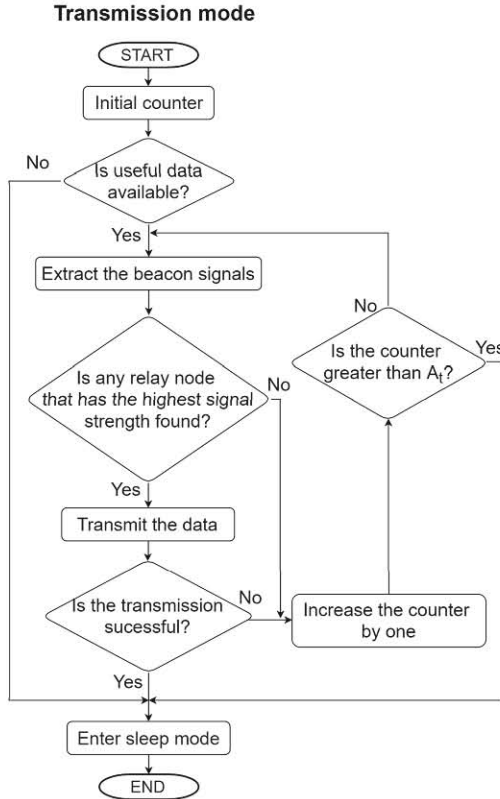 Transmission mode
START
Initial counter
No
Is useful data
available?
Yes
Extract the beacon signals
No
Is the counter
greater than At?
Yes
Is any relay node
that has the highest signal
strength found?
No
Yes
Transmit the data
Is the transmission
sucessful?
No
Increase the counter
by one
Yes
Enter sleep mode
END